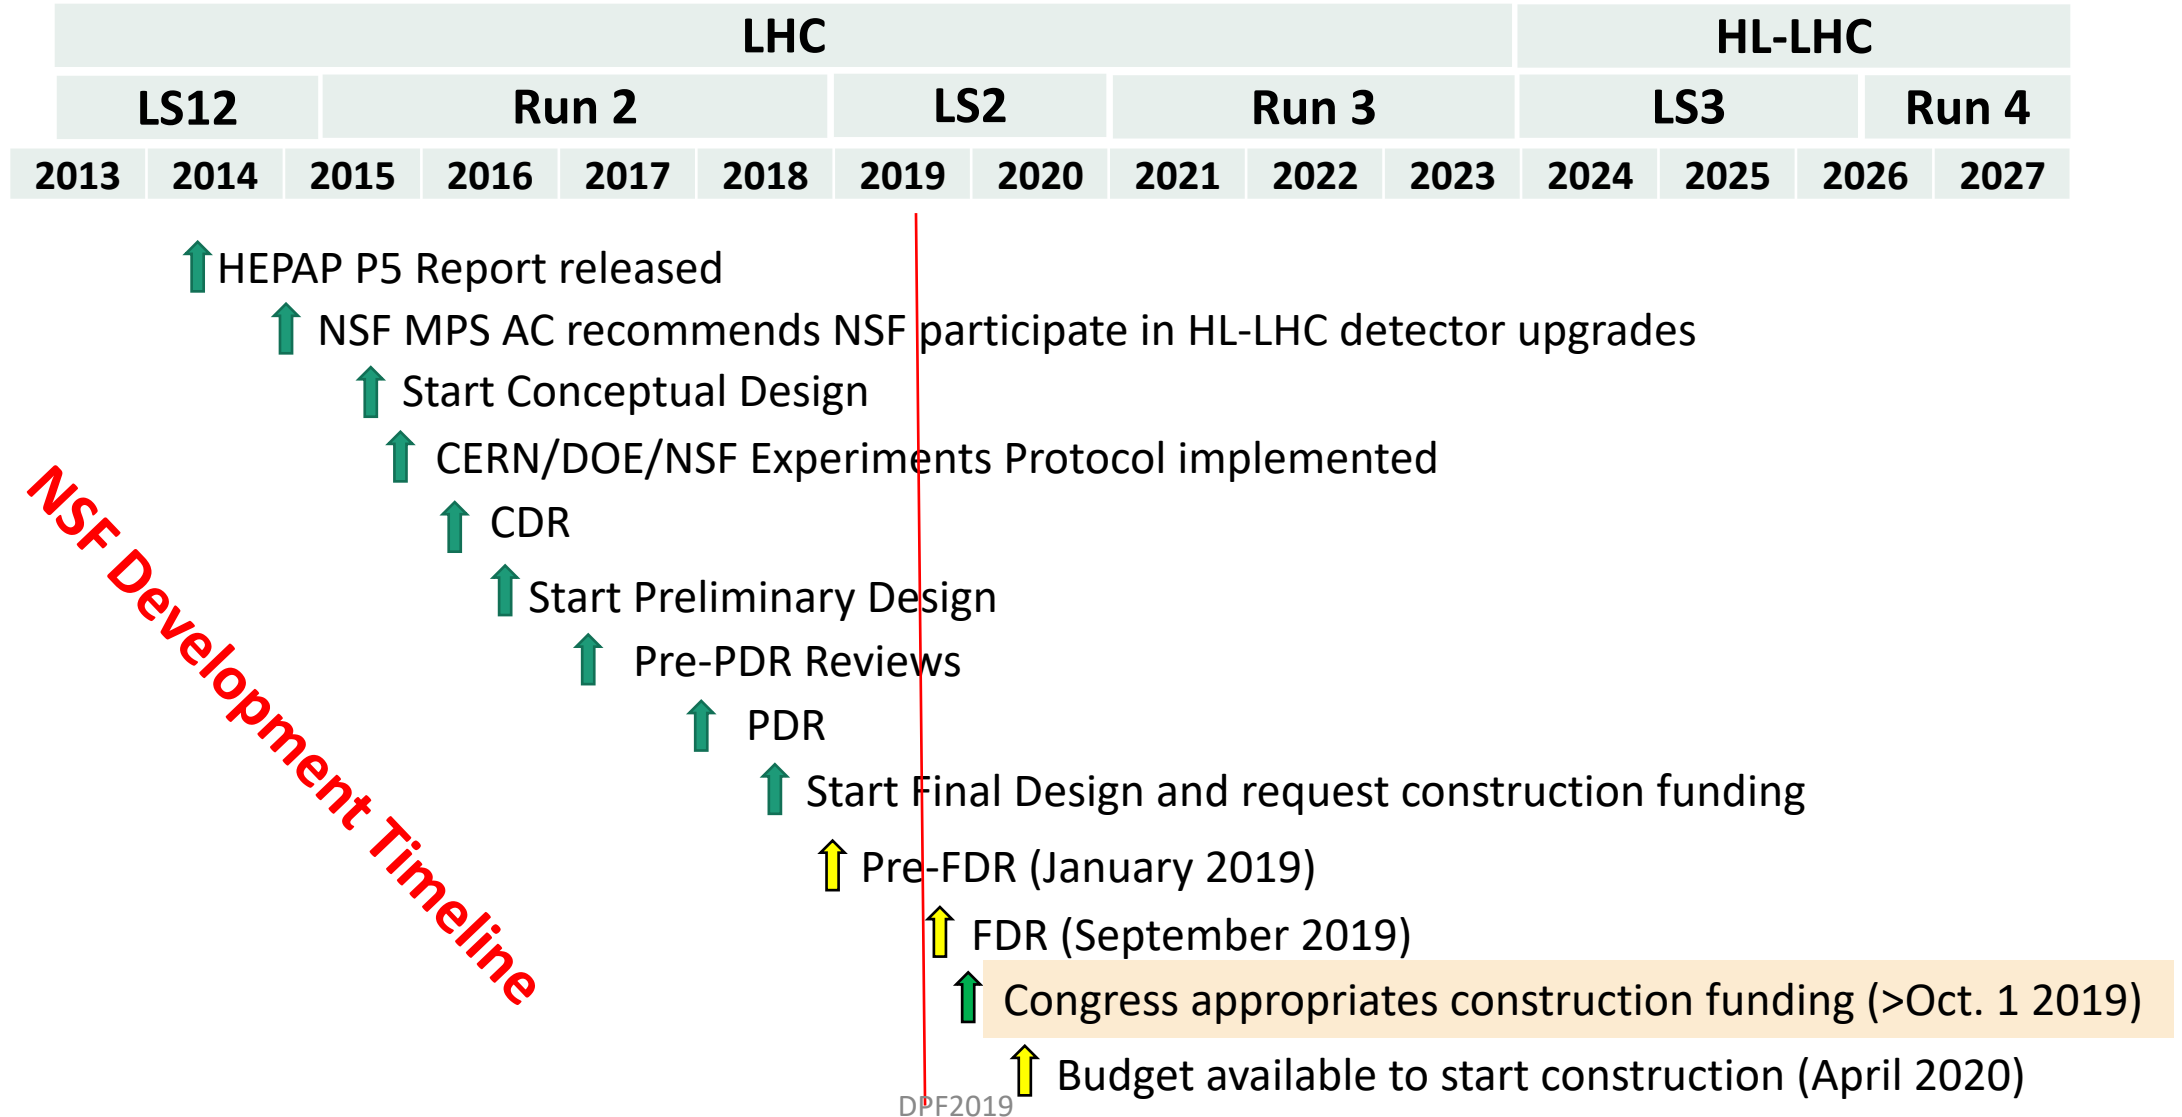 LHC HL-LHC
LS12 Run 2 LS2 Run 3 LS3 Run 4
2013 2014 2015 2016 2017 2018 2019 2020 2021 2022 2023 2024 2025 2026 2027
HEPAP P5 Report released
NSF MPS AC recommends NSF participate in HL-LHC detector upgrades
Start Conceptual Design
CERN/DOE/NSF Experiments Protocol implemented
CDR
Start Preliminary Design
Pre-PDR Reviews
PDR
Start Final Design and request construction funding
Pre-FDR (January 2019)
FDR (September 2019)
Congress appropriates construction funding (>Oct. 1 2019)
Budget available to start construction (April 2020)
NSF Development Timeline
DPF2019